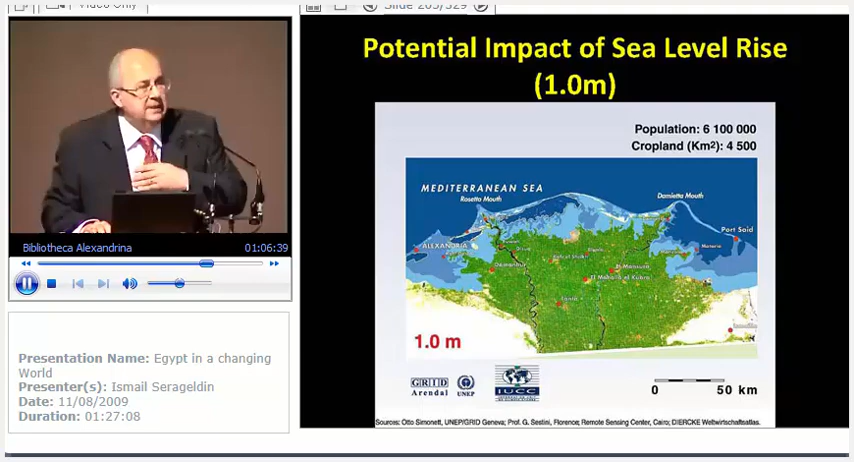 Video Only
Slide 203/329
Potential Impact of Sea Level Rise
(1.0m)
Population: 6 100 000
Cropland (Km²): 4 500
MEDITERRANEAN SEA
Rosetta Mouth
Damietta Mouth
Port Said
ALEXANDRIA
Damanhur
El Mansura
El Mahalla el Kubra
Tanta
1.0 m
GRID
Arendal
UNEP
IUCC
0 50 km
Sources: Otto Simonett, UNEP/GRID Geneva; Prof. G. Sestini, Florence; Remote Sensing Center, Cairo; DIERCKE Weltwirtschaftsatlas.
Bibliotheca Alexandrina 01:06:39
Presentation Name: Egypt in a changing
World
Presenter(s): Ismail Serageldin
Date: 11/08/2009
Duration: 01:27:08